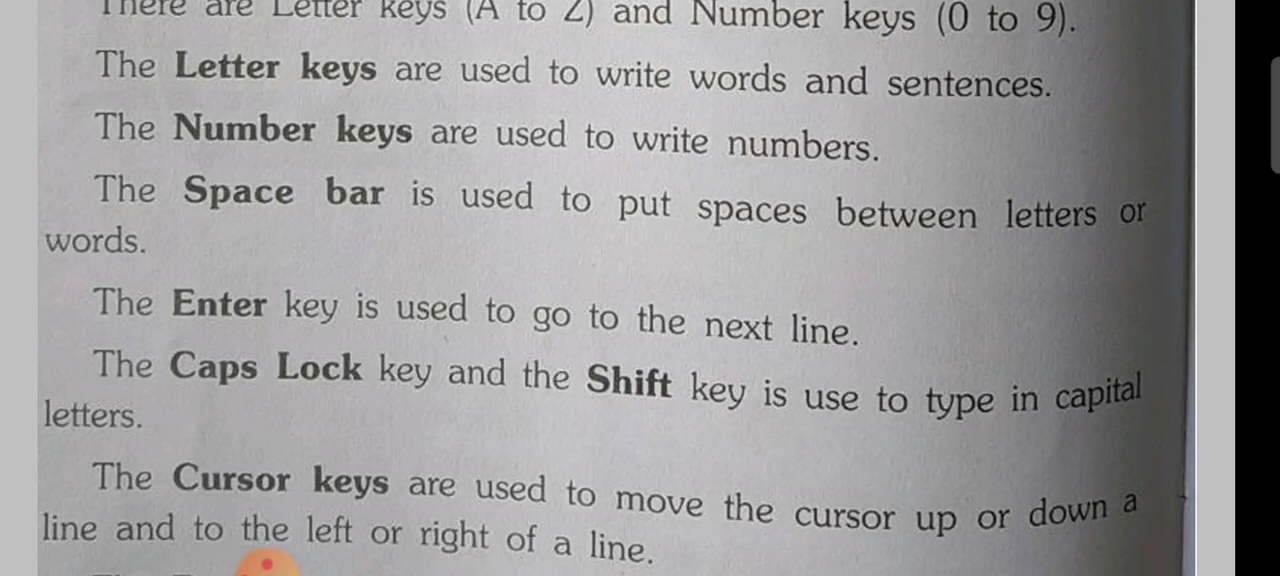 There are Letter keys (A to Z) and Number keys (0 to 9).
The Letter keys are used to write words and sentences.
The Number keys are used to write numbers.
The Space bar is used to put spaces between letters or
words.
The Enter key is used to go to the next line.
The Caps Lock key and the Shift key is use to type in capital
letters.
The Cursor keys are used to move the cursor up or down a
line and to the left or right of a line.